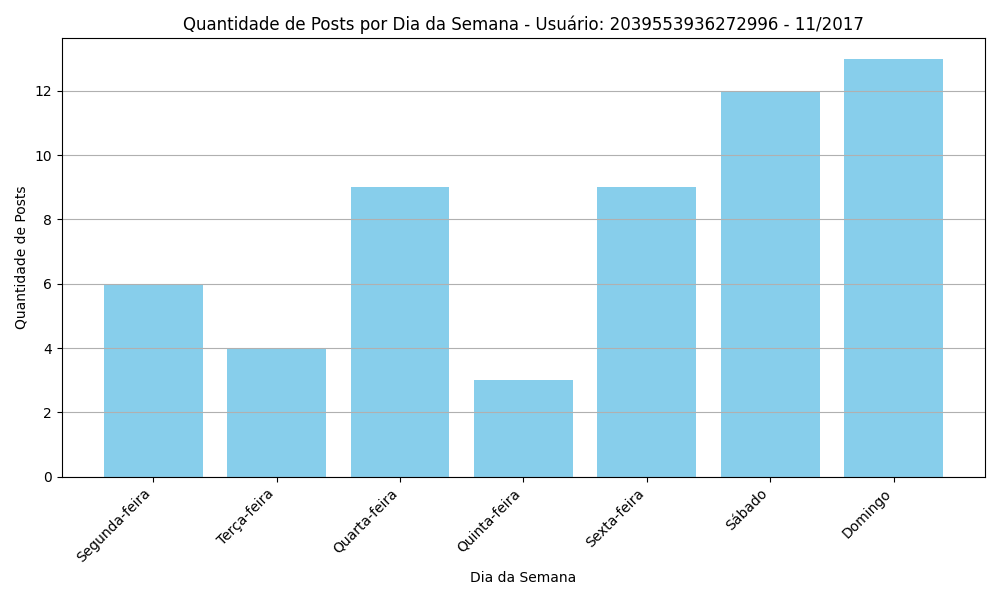 Quantidade de Posts por Dia da Semana - Usuário: 2039553936272996 - 11/2017
Quantidade de Posts
12
10
8
6
4
2
0
Segunda-feira
Terça-feira
Quarta-feira
Quinta-feira
Sexta-feira
Sábado
Domingo
Dia da Semana